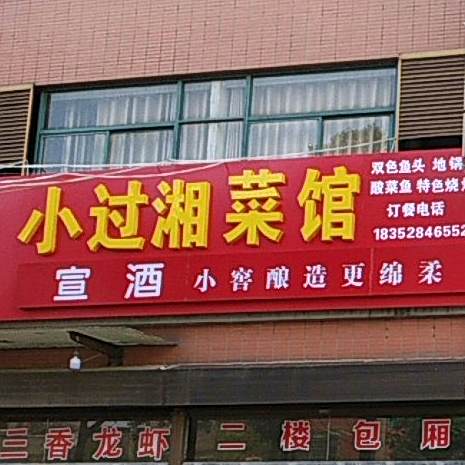 小过湘菜馆
双色鱼头 地锅
酸菜鱼 特色烧烤
订餐电话
18352846552
宣酒 小窖酿造更绵柔
三香龙虾 二楼包厢